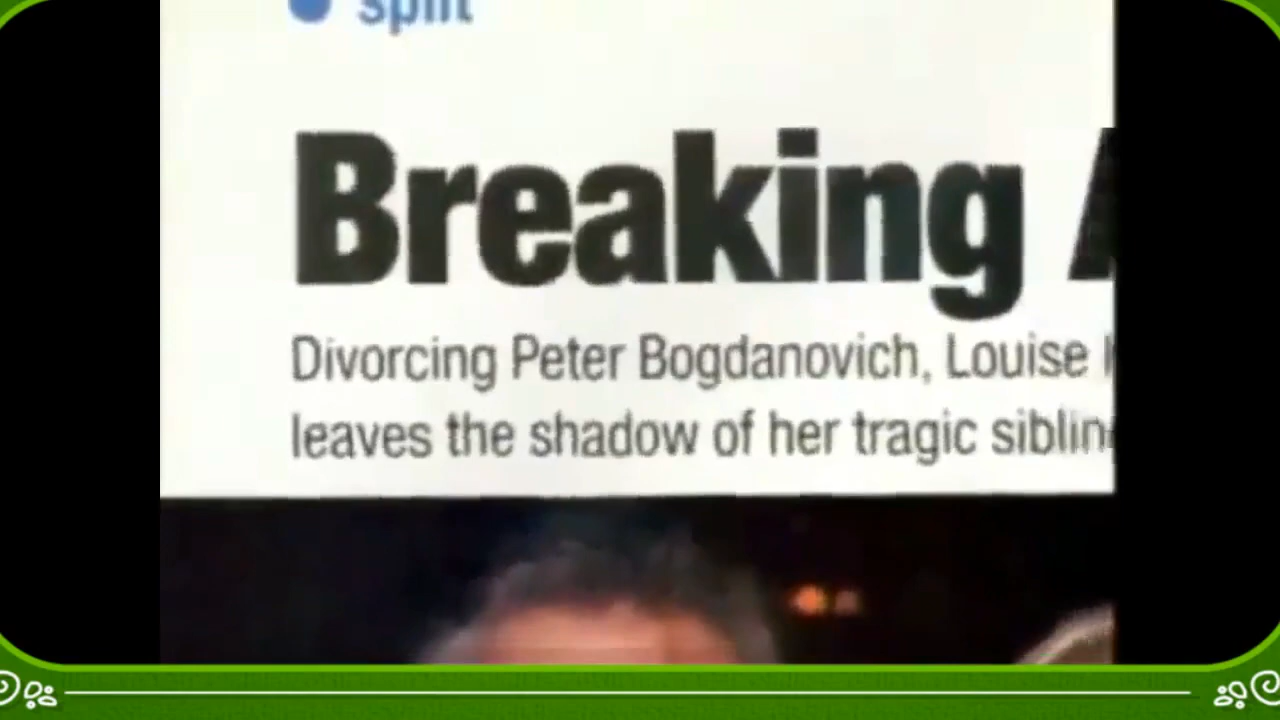 split
Breaking
Divorcing Peter Bogdanovich, Louise
leaves the shadow of her tragic